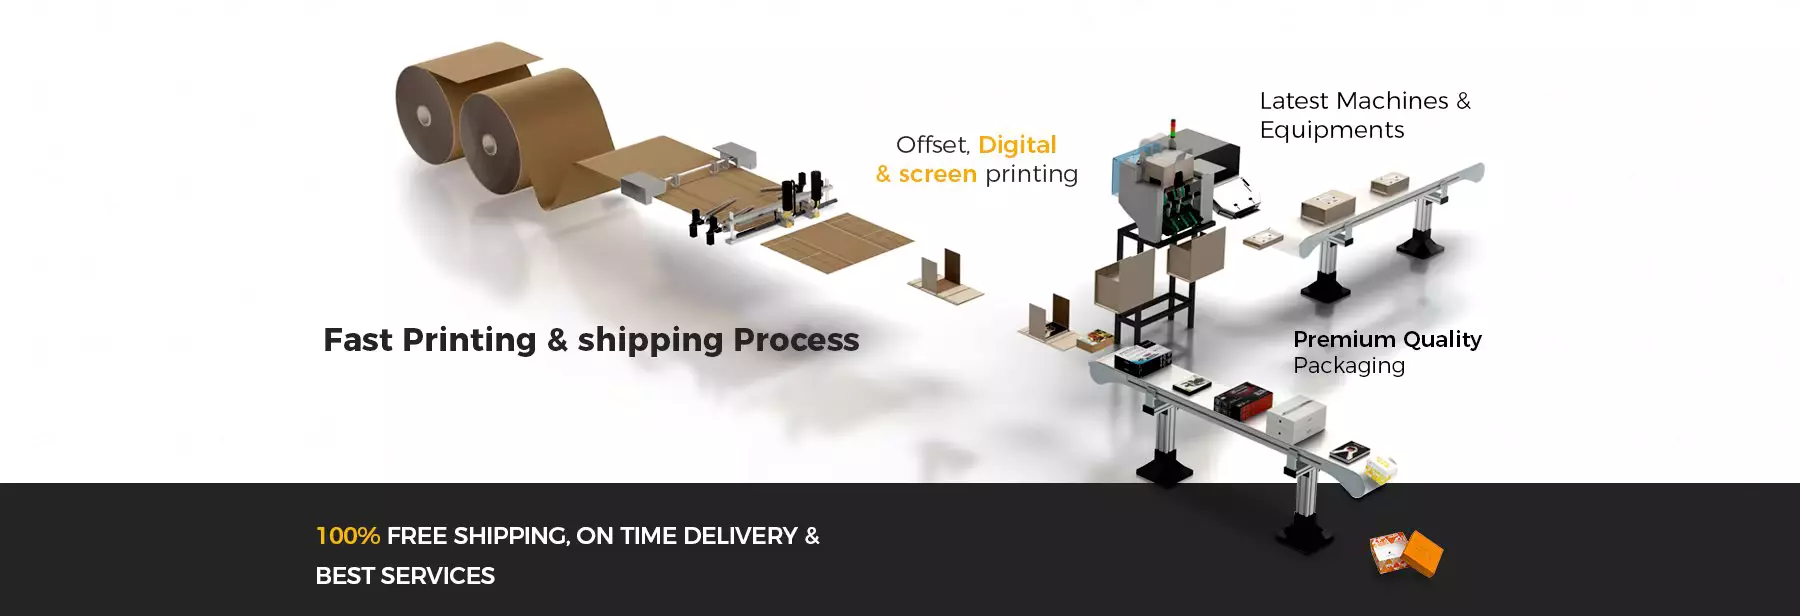 Latest Machines &
Equipments
Offset, Digital
& screen printing
Fast Printing & shipping Process
Premium Quality
Packaging
100% FREE SHIPPING, ON TIME DELIVERY &
BEST SERVICES